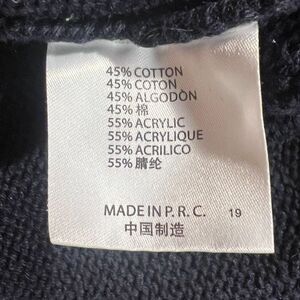 45% COTTON
45% COTON
45% ALGODÒN
45% 棉
55% ACRYLIC
55% ACRYLIQUE
55% ACRILICO
55% 腈纶
MADE IN P. R. C. 19
中国制造